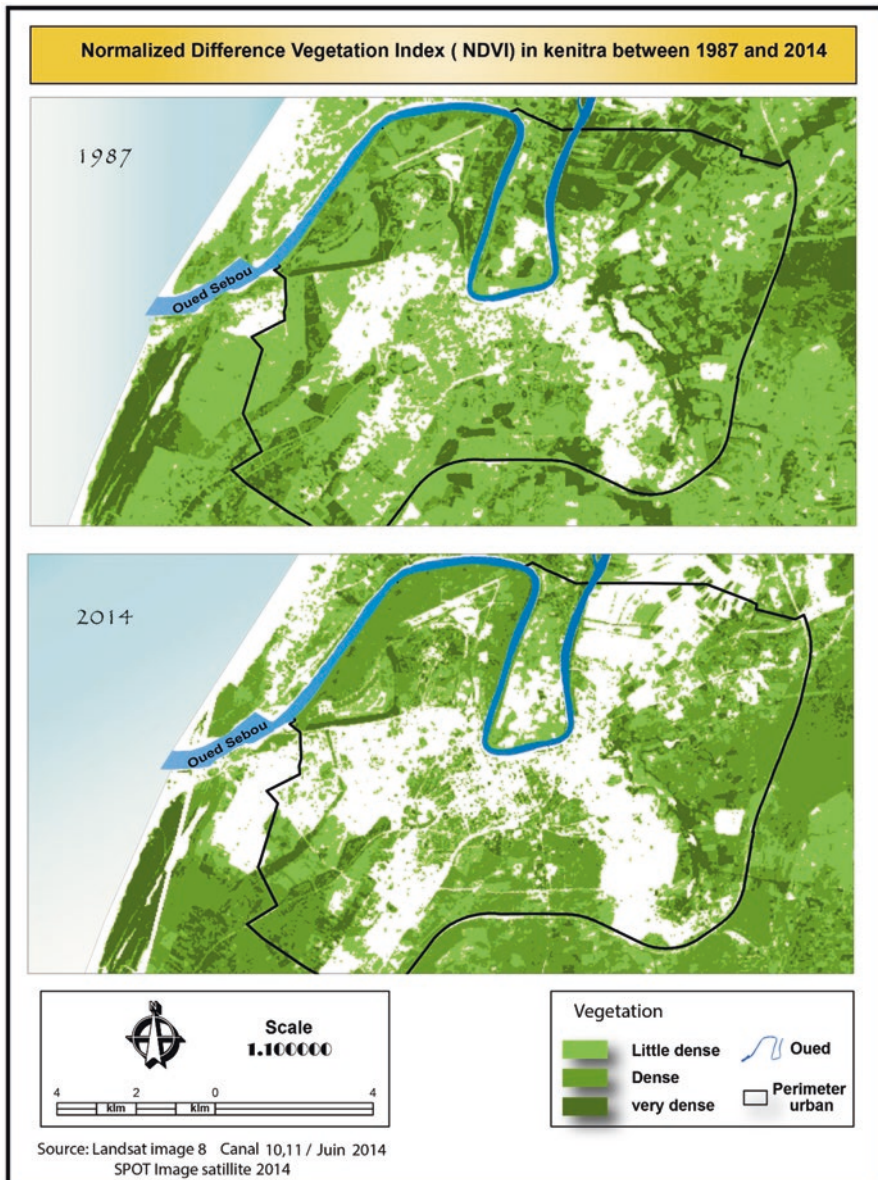 Normalized Difference Vegetation Index ( NDVI) in kenitra between 1987 and 2014
1987
Oued Sebou
2014
Oued Sebou
N
Scale
1.100000
4 2 0 4
klm klm
Vegetation
Little dense
Dense
very dense
Oued
Perimeter
urban
Source: Landsat image 8 Canal 10,11 / Juin 2014
SPOT Image satillite 2014